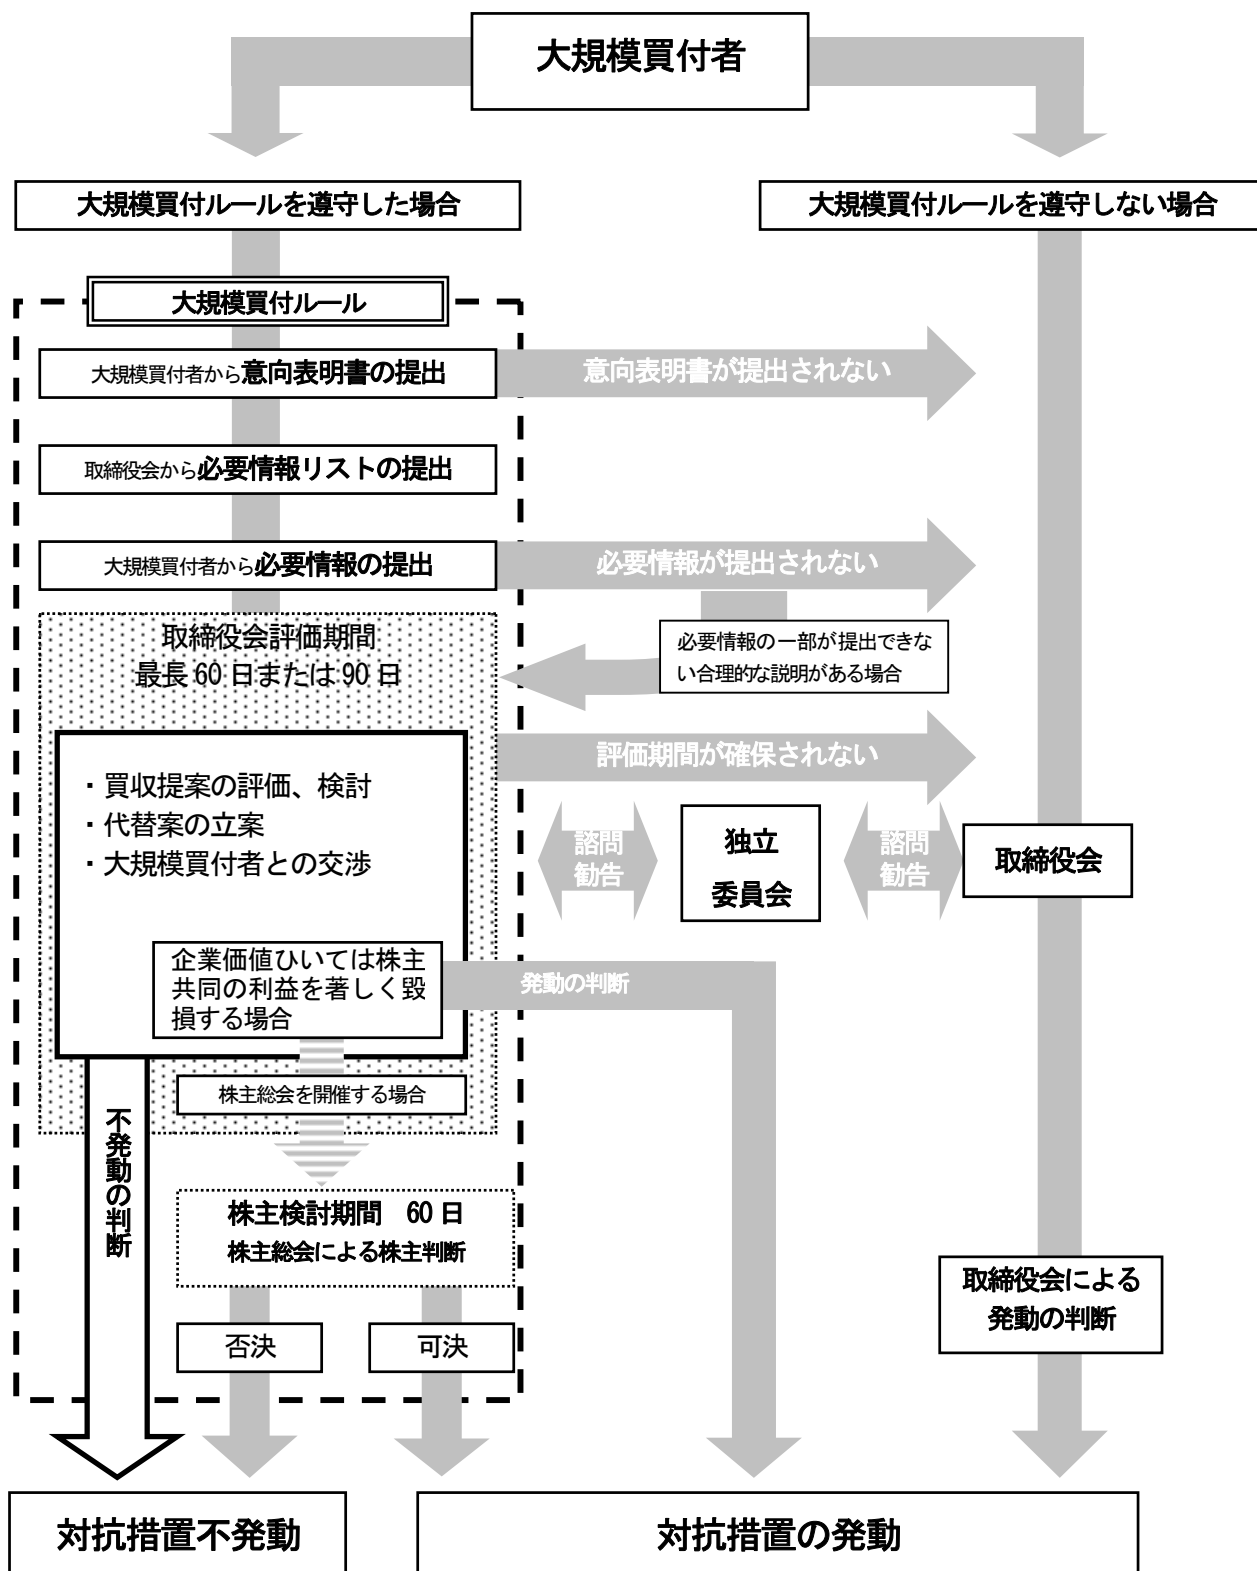 大規模買付者
大規模買付ルールを遵守した場合
大規模買付ルールを遵守しない場合
大規模買付ルール
大規模買付者から意向表明書の提出
意向表明書が提出されない
取締役会から必要情報リストの提出
大規模買付者から必要情報の提出
必要情報が提出されない
取締役会評価期間
最長 60 日または 90 日
必要情報の一部が提出できな
い合理的な説明がある場合
評価期間が確保されない
・買収提案の評価、検討
・代替案の立案
・大規模買付者との交渉
諮問
勧告
独立
委員会
諮問
勧告
取締役会
企業価値ひいては株主
共同の利益を著しく毀
損する場合
発動の判断
株主総会を開催する場合
不発動の判断
株主検討期間　60 日
株主総会による株主判断
取締役会による
発動の判断
否決
可決
対抗措置不発動
対抗措置の発動